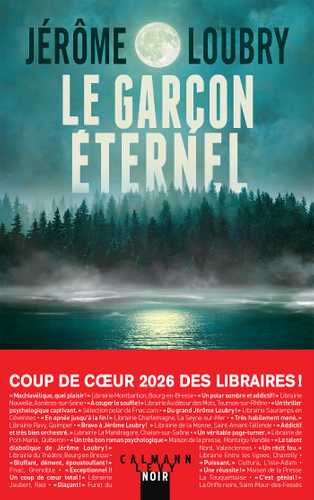 JÉRÔME LOUBRY
LE GARÇON
ÉTERNEL
COUP DE CŒUR 2026 DES LIBRAIRES !
« Machiavélique, quel plaisir ! » Librairie Montbarbon, Bourg-en-Bresse • « Un polar sombre et addictif » Librairie
Nouvelle, Asnières-sur-Seine • « À couper le souffle ! » Librairie Au détour des Mots, Tournon-sur-Rhône • « Un thriller
psychologique captivant. » Sélection polar de Fnac.com • « Du grand Jérôme Loubry ! » Librairie Sauramps en
Cévennes • « En apnée jusqu'à la fin ! » Librairie Charlemagne, La Seyne-sur-Mer • « Très habilement mené. »
Librairie Ravy, Quimper • « Bravo à Jérôme Loubry ! » Librairie de la Moine, Saint-Amant Tallende • « Addictif
et très bien orchestré. » Librairie La Mandragore, Chalon-sur-Saône • « Un véritable page-turner. » Librairie de
Port-Maria, Quiberon • « Un très bon roman psychologique » Maison de la presse, Montaigu-Vendée • « Le talent
diabolique de Jérôme Loubry ! »
Librairie du Théâtre, Bourg-en-Bresse •
« Bluffant, dément, époustouflant ! »
Fnac, Grenoble • « Exceptionnel !
Un coup de cœur total ! » Librairie
Jaubert, Riez • « Glaçant ! » Furet du
Nord, Valenciennes • « Un récit fou. »
Librairie Entre les lignes, Chantilly •
« Puissant. » Cultura, L'Isle-Adam •
« Une réussite ! » Maison de la Presse
La Touquettoise • « C'est génial ! »
La Griffe noire, Saint-Maur-des-Fossés
CALMANN
LEVY
NOIR